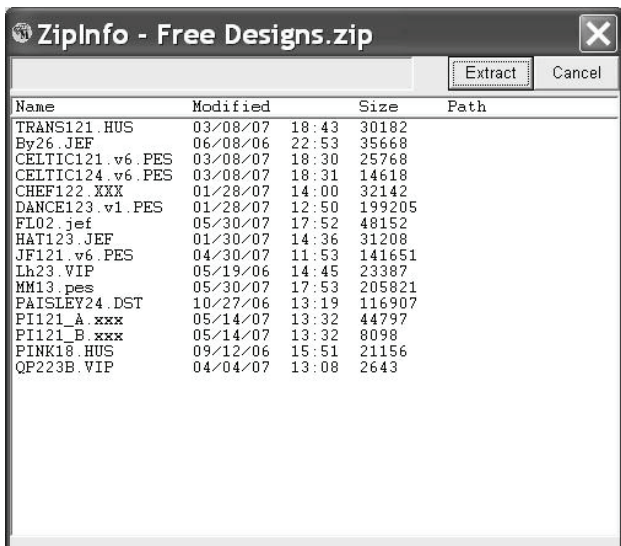 ZipInfo - Free Designs.zip
Extract Cancel
Name Modified Size Path
TRANS121.HUS 03/08/07 18:43 30182
By26.JEF 06/08/06 22:53 35668
CELTIC121.v6.PES 03/08/07 18:30 25768
CELTIC124.v6.PES 03/08/07 18:31 14618
CHEF122.XXX 01/28/07 14:00 32142
DANCE123.v1.PES 01/28/07 12:50 199205
FL02.jef 05/30/07 17:52 48152
HAT123.JEF 01/30/07 14:36 31208
JF121.v6.PES 04/30/07 11:53 141651
Lh23.VIP 05/19/06 14:45 23387
MM13.pes 05/30/07 17:53 205821
PAISLEY24.DST 10/27/06 13:19 116907
PI121_A.xxx 05/14/07 13:32 44797
PI121_B.xxx 05/14/07 13:32 8098
PINK18.HUS 09/12/06 15:51 21156
QP223B.VIP 04/04/07 13:08 2643